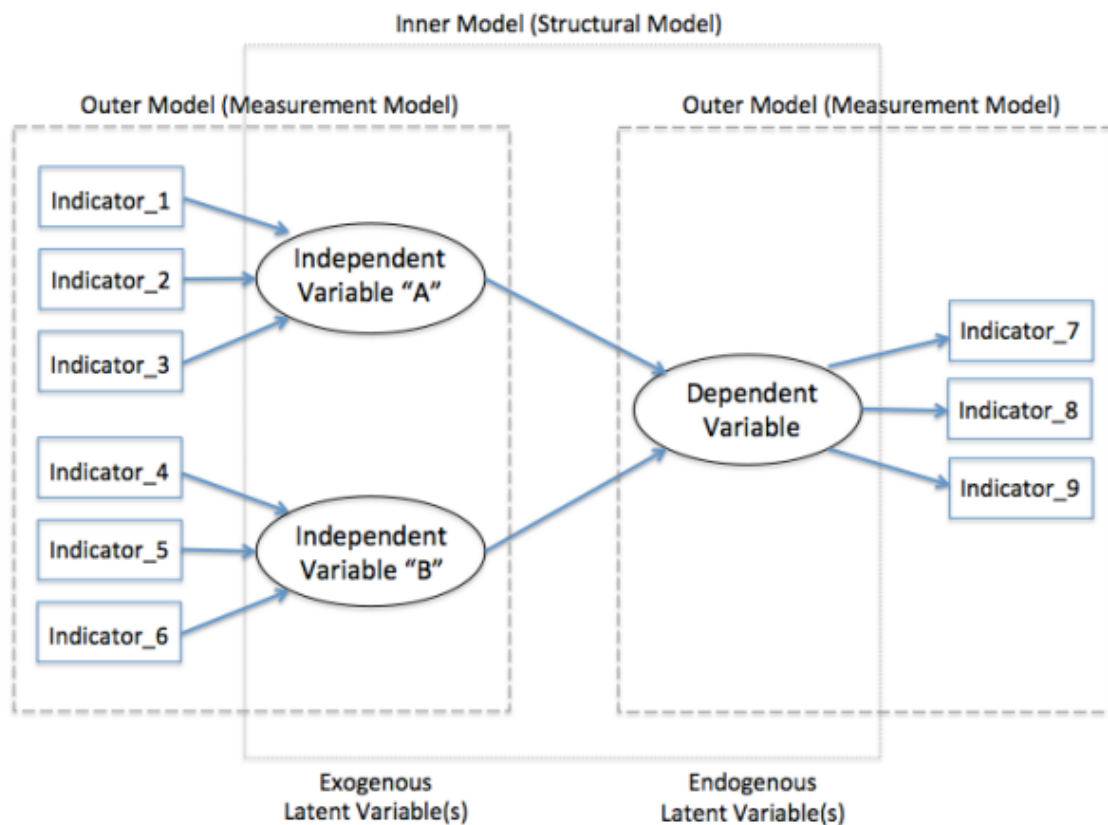 Inner Model (Structural Model)
Outer Model (Measurement Model)
Outer Model (Measurement Model)
Indicator_1
Indicator_2
Indicator_3
Independent
Variable “A”
Indicator_4
Indicator_5
Indicator_6
Independent
Variable “B”
Dependent
Variable
Indicator_7
Indicator_8
Indicator_9
Exogenous
Latent Variable(s)
Endogenous
Latent Variable(s)